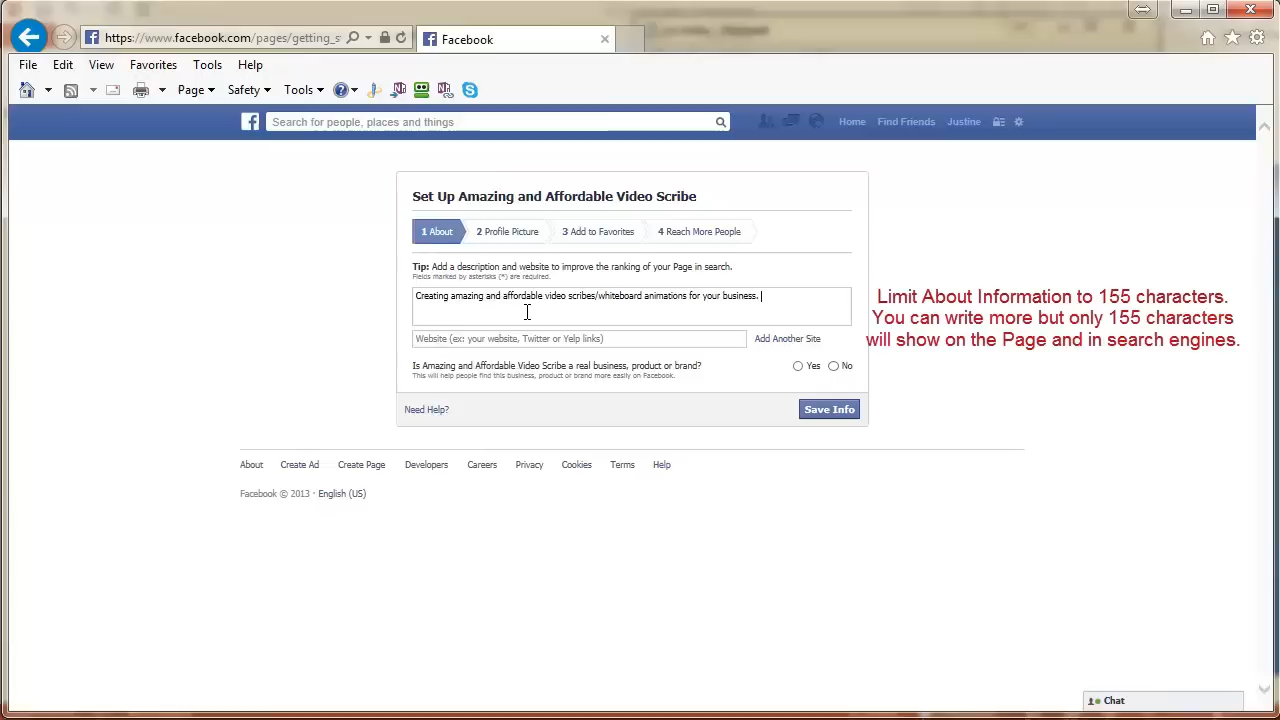 https://www.facebook.com/pages/getting_s
Facebook
File Edit View Favorites Tools Help
Page Safety Tools
Search for people, places and things
Home Find Friends Justine
Set Up Amazing and Affordable Video Scribe
1 About 2 Profile Picture 3 Add to Favorites 4 Reach More People
Tip: Add a description and website to improve the ranking of your Page in search.
Fields marked by asterisks (*) are required.
Creating amazing and affordable video scribes/whiteboard animations for your business.
Limit About Information to 155 characters.
You can write more but only 155 characters
will show on the Page and in search engines.
Website (ex: your website, Twitter or Yelp links) Add Another Site
Is Amazing and Affordable Video Scribe a real business, product or brand? Yes No
This will help people find this business, product or brand more easily on Facebook.
Need Help? Save Info
About Create Ad Create Page Developers Careers Privacy Cookies Terms Help
Facebook © 2013 · English (US)
Chat